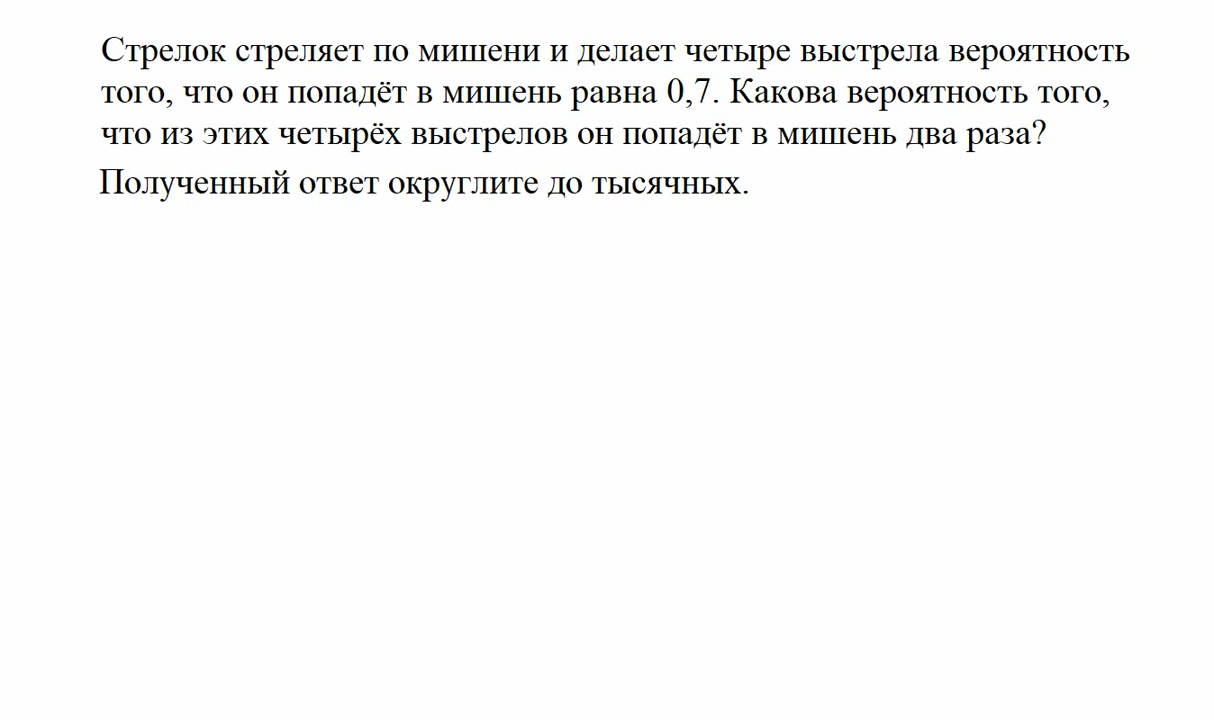 Стрелок стреляет по мишени и делает четыре выстрела вероятность
того, что он попадёт в мишень равна 0,7. Какова вероятность того,
что из этих четырёх выстрелов он попадёт в мишень два раза?
Полученный ответ округлите до тысячных.